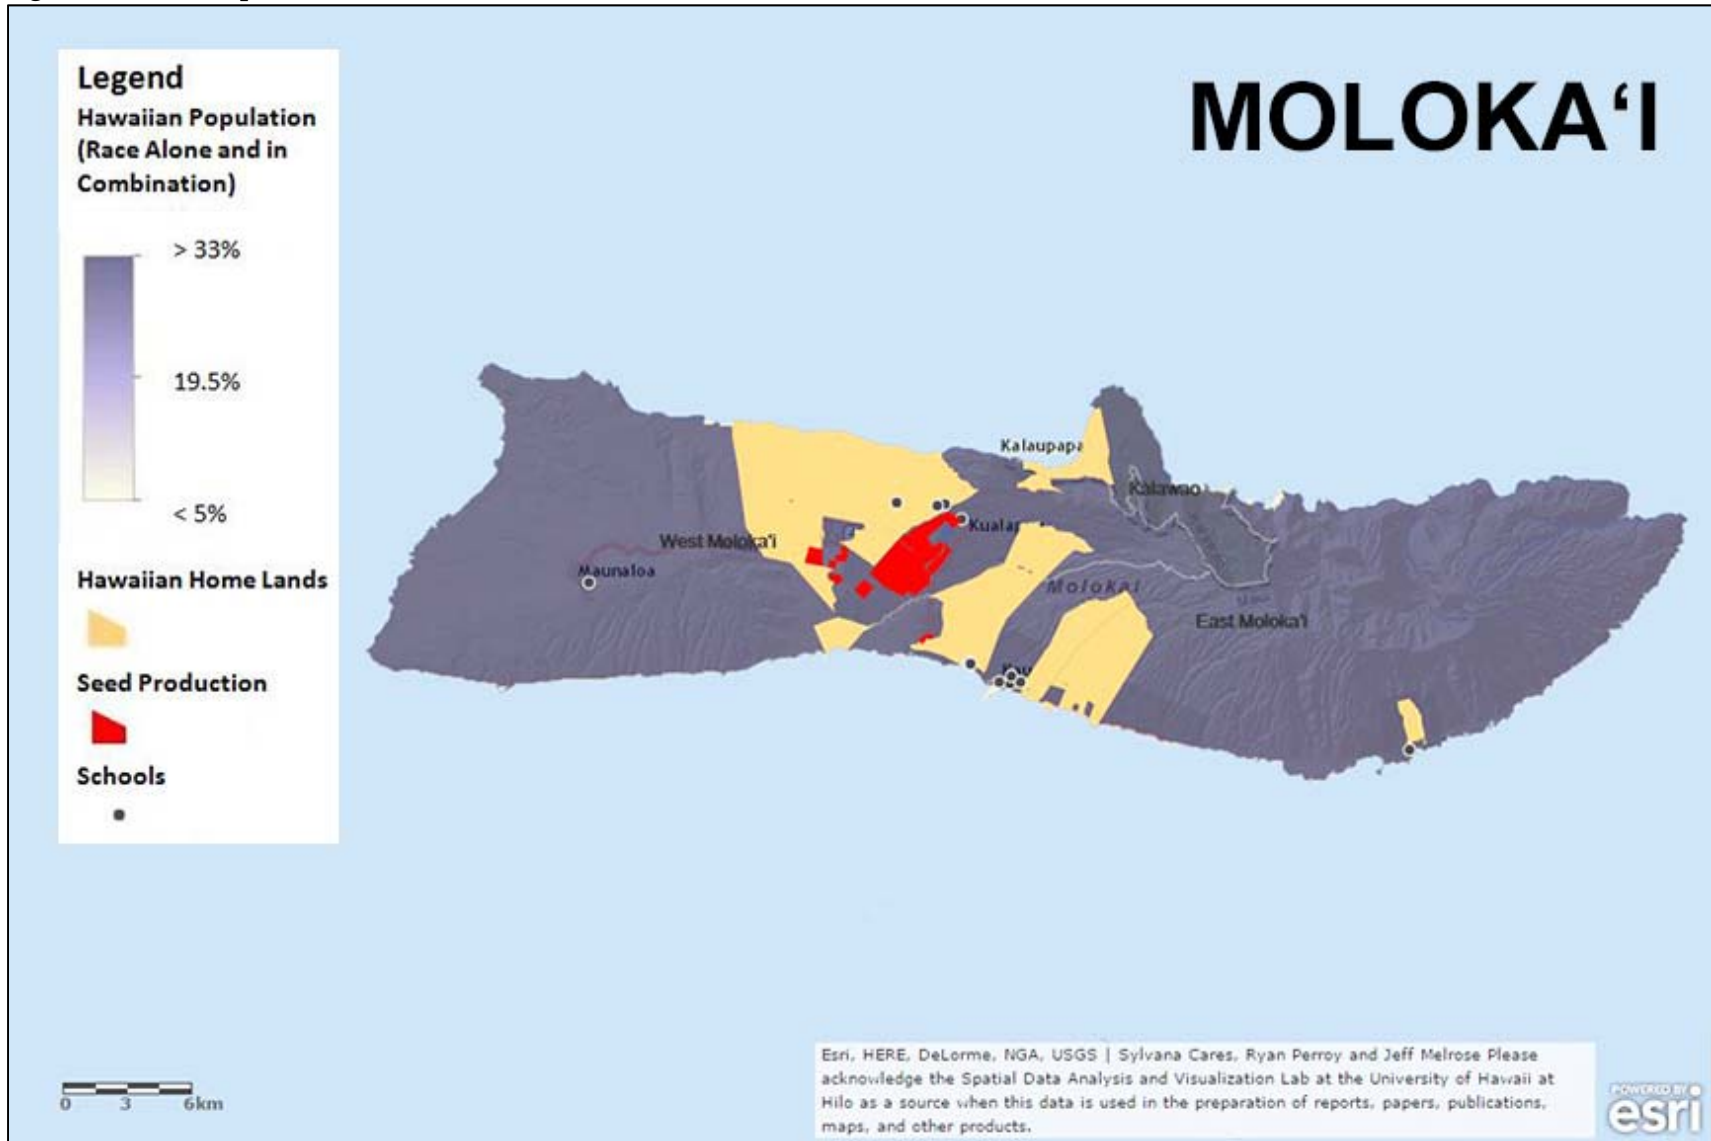 Legend
Hawaiian Population
(Race Alone and in
Combination)
> 33%
19.5%
< 5%
Hawaiian Home Lands
Seed Production
Schools
MOLOKAʻI
Kalaupapa
Kalawao
West Moloka'i
Maunaloa
Molokai
East Moloka'i
0 3 6km
Esri, HERE, DeLorme, NGA, USGS | Sylvana Cares, Ryan Perroy and Jeff Melrose Please
acknowledge the Spatial Data Analysis and Visualization Lab at the University of Hawaii at
Hilo as a source when this data is used in the preparation of reports, papers, publications,
maps, and other products.
POWERED BY
esri